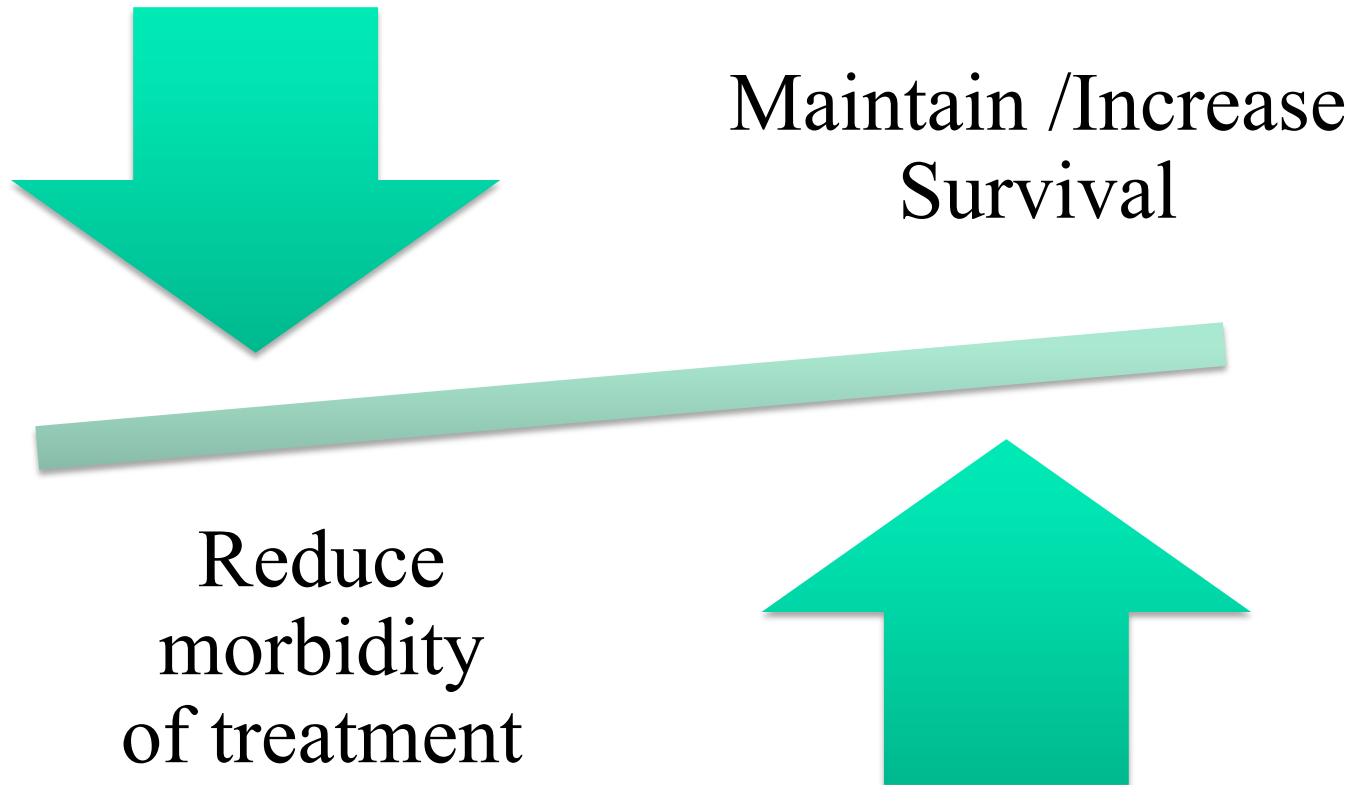 Maintain /Increase
Survival
Reduce
morbidity
of treatment